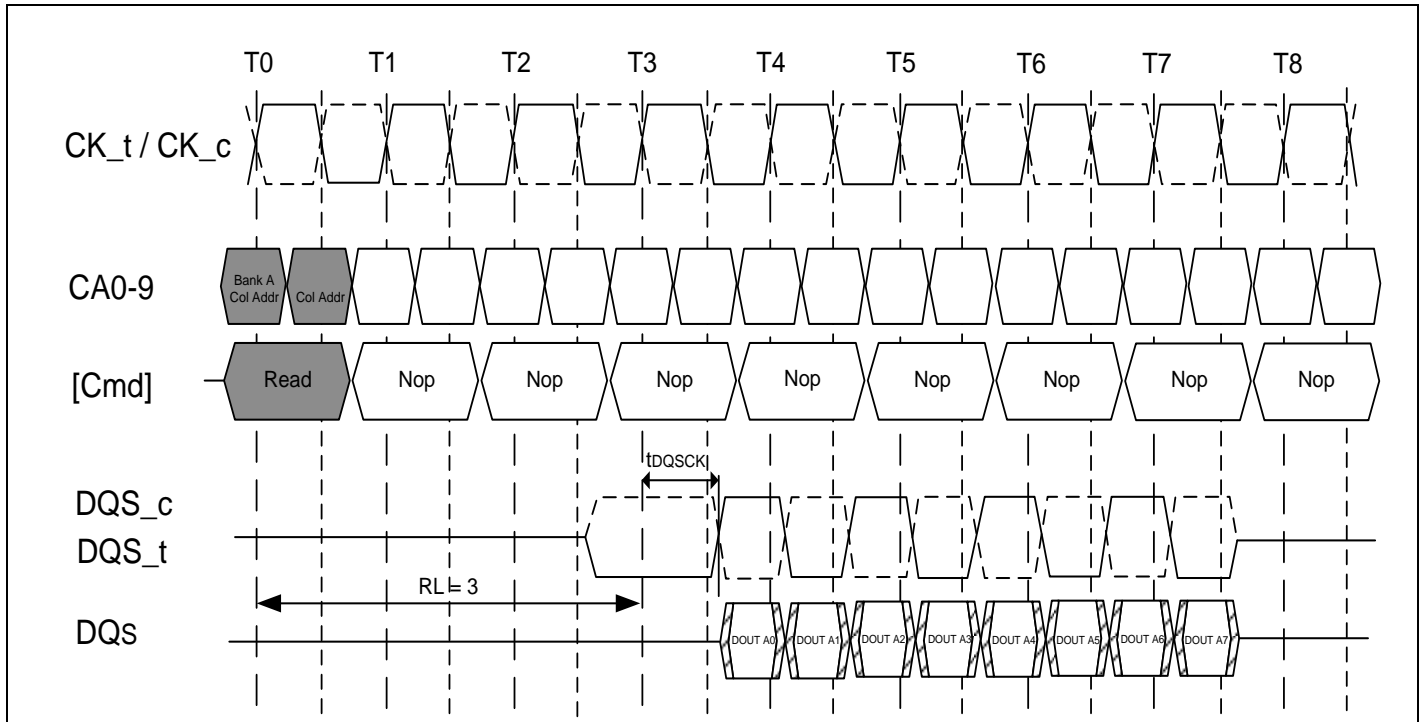 T0 T1 T2 T3 T4 T5 T6 T7 T8
CK_t / CK_c
CA0-9
Bank A
Col Addr
Col Addr
[Cmd]
Read Nop Nop Nop Nop Nop Nop Nop Nop
tDQSCK
DQS_c
DQS_t
RL = 3
DQs
DOUT A0 DOUT A1 DOUT A2 DOUT A3 DOUT A4 DOUT A5 DOUT A6 DOUT A7